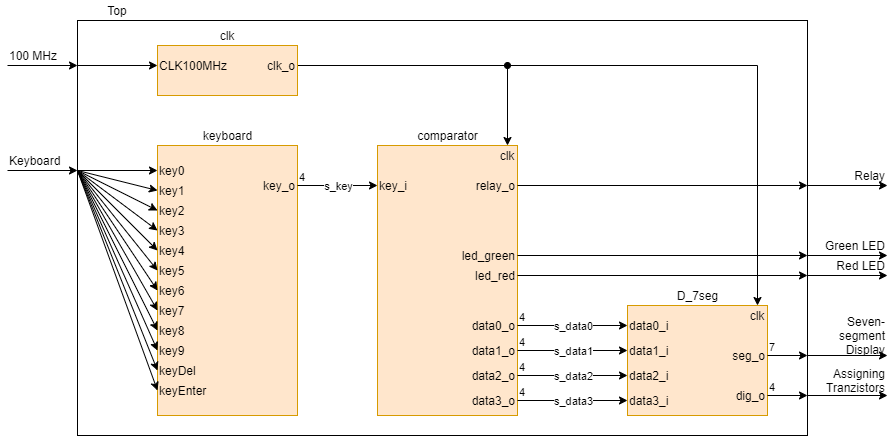 Top
clk
100 MHz
CLK100MHz
clk_o
keyboard
comparator
Keyboard
clk
key0
key1
key2
key3
key4
key5
key6
key7
key8
key9
keyDel
keyEnter
key_o
4
s_key
key_i
relay_o
Relay
led_green
Green LED
led_red
Red LED
D_7seg
clk
data0_o
4
s_data0
data0_i
data1_o
4
s_data1
data1_i
data2_o
4
s_data2
data2_i
data3_o
4
s_data3
data3_i
seg_o
7
Seven-
segment
Display
dig_o
4
Assigning
Tranzistors